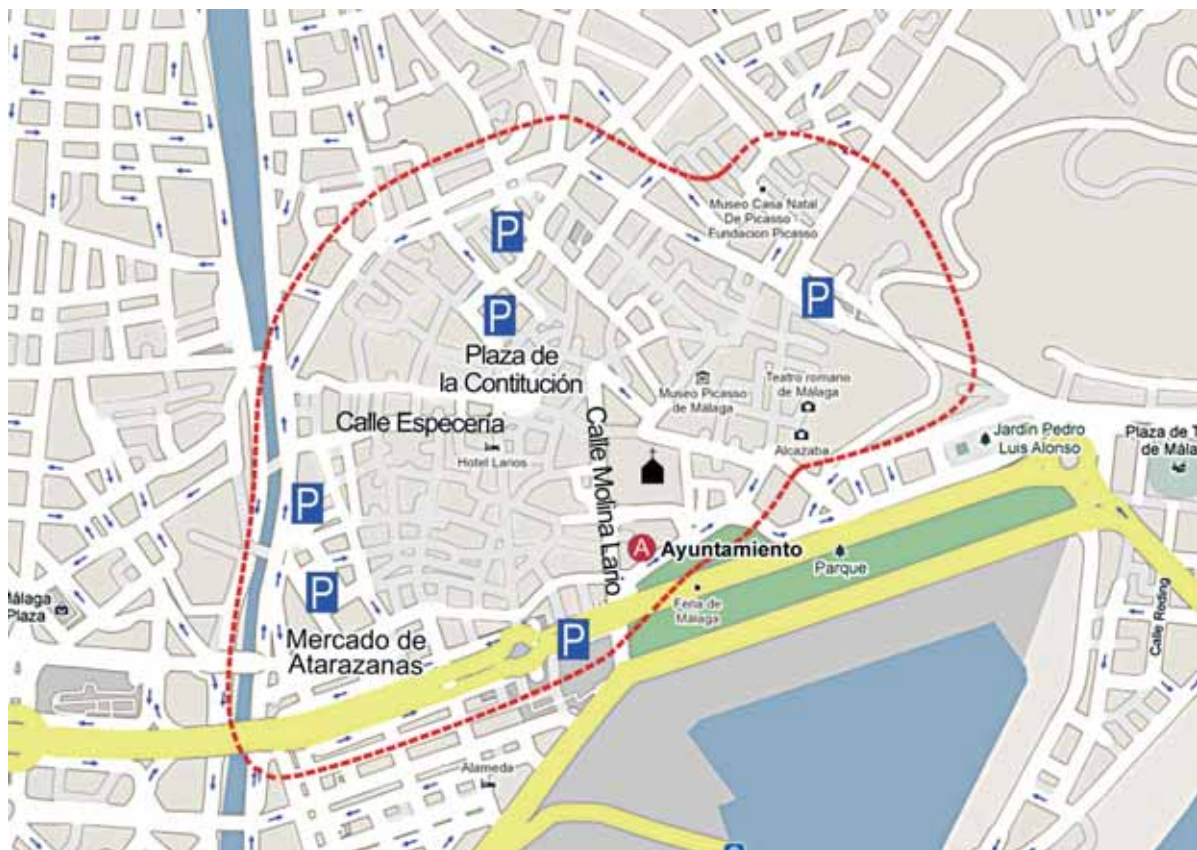 Museo Casa Natal
De Picasso -
Fundacion Picasso
P
P
P
Plaza de
la Contitución
Museo Picasso
de Málaga
Teatro romano
de Málaga
Calle Especería
Hotel Larios
Calle Molina Lario
Alcazaba
Jardín Pedro
Luis Alonso
Plaza de T
de Mála
P
A Ayuntamiento
Parque
P
Feria de
Málaga
Málaga
Plaza
Mercado de
Atarazanas
P
Calle Reding
Alameda